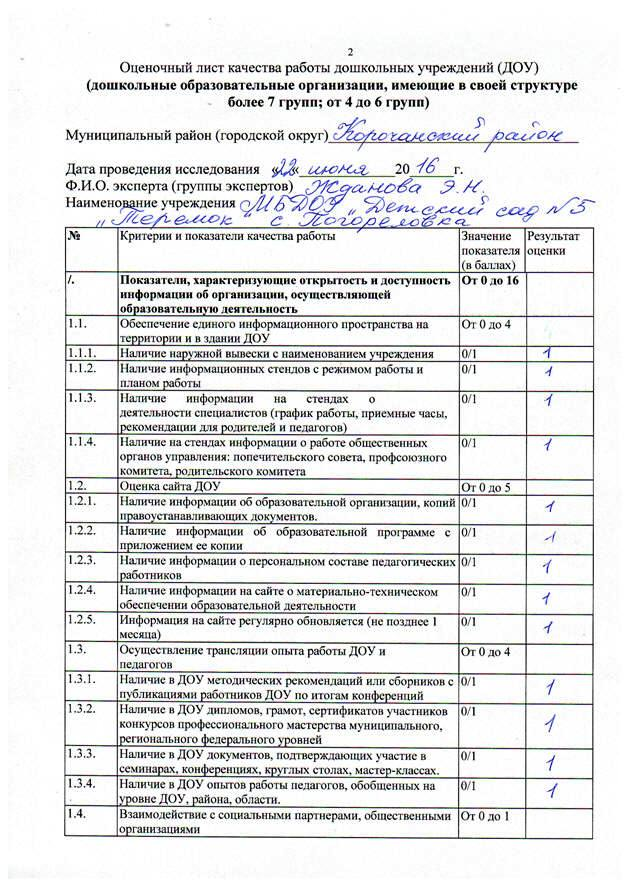 2
Оценочный лист качества работы дошкольных учреждений (ДОУ)
(дошкольные образовательные организации, имеющие в своей структуре
более 7 групп; от 4 до 6 групп)
Муниципальный район (городской округ) Корочанский район
Дата проведения исследования «22» июня 2016 г.
Ф.И.О. эксперта (группы экспертов) Жданова Э.Н.
Наименование учреждения МБДОУ „Детский сад №5
„Теремок" с. Погореловка
№ Критерии и показатели качества работы Значение Результат
показателя оценки
(в баллах)
I. Показатели, характеризующие открытость и доступность От 0 до 16
информации об организации, осуществляющей
образовательную деятельность
1.1. Обеспечение единого информационного пространства на От 0 до 4
территории и в здании ДОУ
1.1.1. Наличие наружной вывески с наименованием учреждения 0/1 1
1.1.2. Наличие информационных стендов с режимом работы и 0/1 1
планом работы
1.1.3. Наличие информации на стендах о 0/1 1
деятельности специалистов (график работы, приемные часы,
рекомендации для родителей и педагогов)
1.1.4. Наличие на стендах информации о работе общественных 0/1 1
органов управления: попечительского совета, профсоюзного
комитета, родительского комитета
1.2. Оценка сайта ДОУ От 0 до 5
1.2.1. Наличие информации об образовательной организации, копий 0/1 1
правоустанавливающих документов.
1.2.2. Наличие информации об образовательной программе с 0/1 1
приложением ее копии
1.2.3. Наличие информации о персональном составе педагогических 0/1 1
работников
1.2.4. Наличие информации на сайте о материально-техническом 0/1 1
обеспечении образовательной деятельности
1.2.5. Информация на сайте регулярно обновляется (не позднее 1 0/1 1
месяца)
1.3. Осуществление трансляции опыта работы ДОУ и От 0 до 4
педагогов
1.3.1. Наличие в ДОУ методических рекомендаций или сборников с 0/1 1
публикациями работников ДОУ по итогам конференций
1.3.2. Наличие в ДОУ дипломов, грамот, сертификатов участников 0/1 1
конкурсов профессионального мастерства муниципального,
регионального федерального уровней
1.3.3. Наличие в ДОУ документов, подтверждающих участие в 0/1 1
семинарах, конференциях, круглых столах, мастер-классах.
1.3.4. Наличие в ДОУ опытов работы педагогов, обобщенных на 0/1 1
уровне ДОУ, района, области.
1.4. Взаимодействие с социальными партнерами, общественными От 0 до 1
организациями